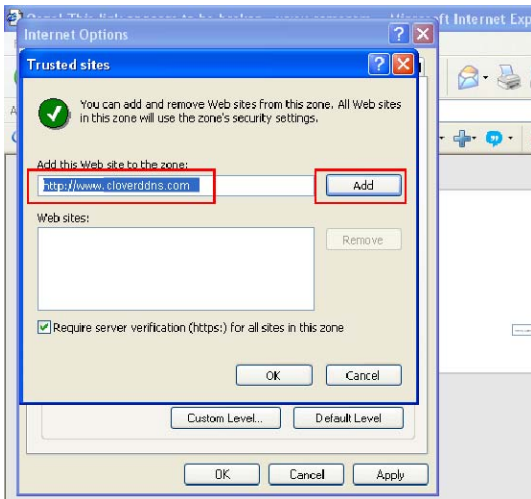 ft Internet Exp
Internet Options
Trusted sites
You can add and remove Web sites from this zone. All Web sites
in this zone will use the zone's security settings.
Add this Web site to the zone:
http://www.cloverddns.com
Add
Web sites:
Remove
Require server verification (https:) for all sites in this zone
OK
Cancel
Custom Level...
Default Level
OK
Cancel
Apply